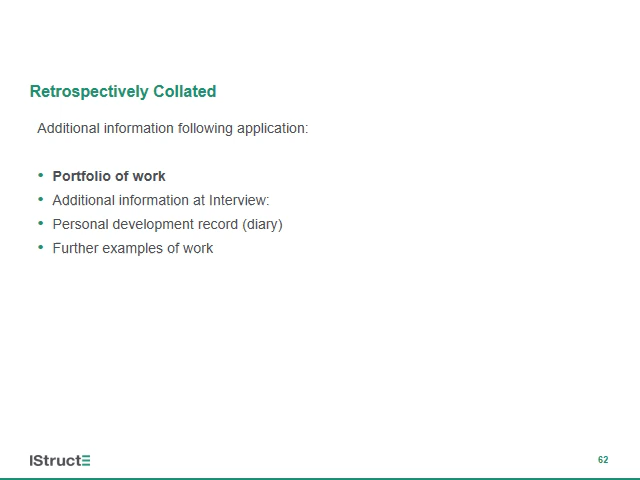 Retrospectively Collated
Additional information following application:
• Portfolio of work
• Additional information at Interview:
• Personal development record (diary)
• Further examples of work
IStructE
62